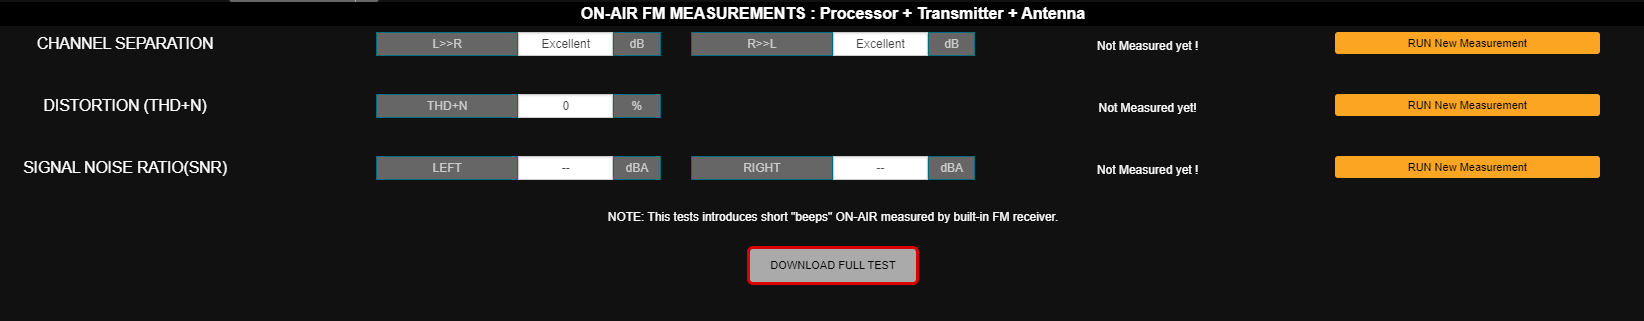 ON-AIR FM MEASUREMENTS : Processor + Transmitter + Antenna
CHANNEL SEPARATION L>>R Excellent dB R>>L Excellent dB Not Measured yet ! RUN New Measurement
DISTORTION (THD+N) THD+N 0 % Not Measured yet! RUN New Measurement
SIGNAL NOISE RATIO(SNR) LEFT -- dBA RIGHT -- dBA Not Measured yet ! RUN New Measurement
NOTE: This tests introduces short "beeps" ON-AIR measured by built-in FM receiver.
DOWNLOAD FULL TEST